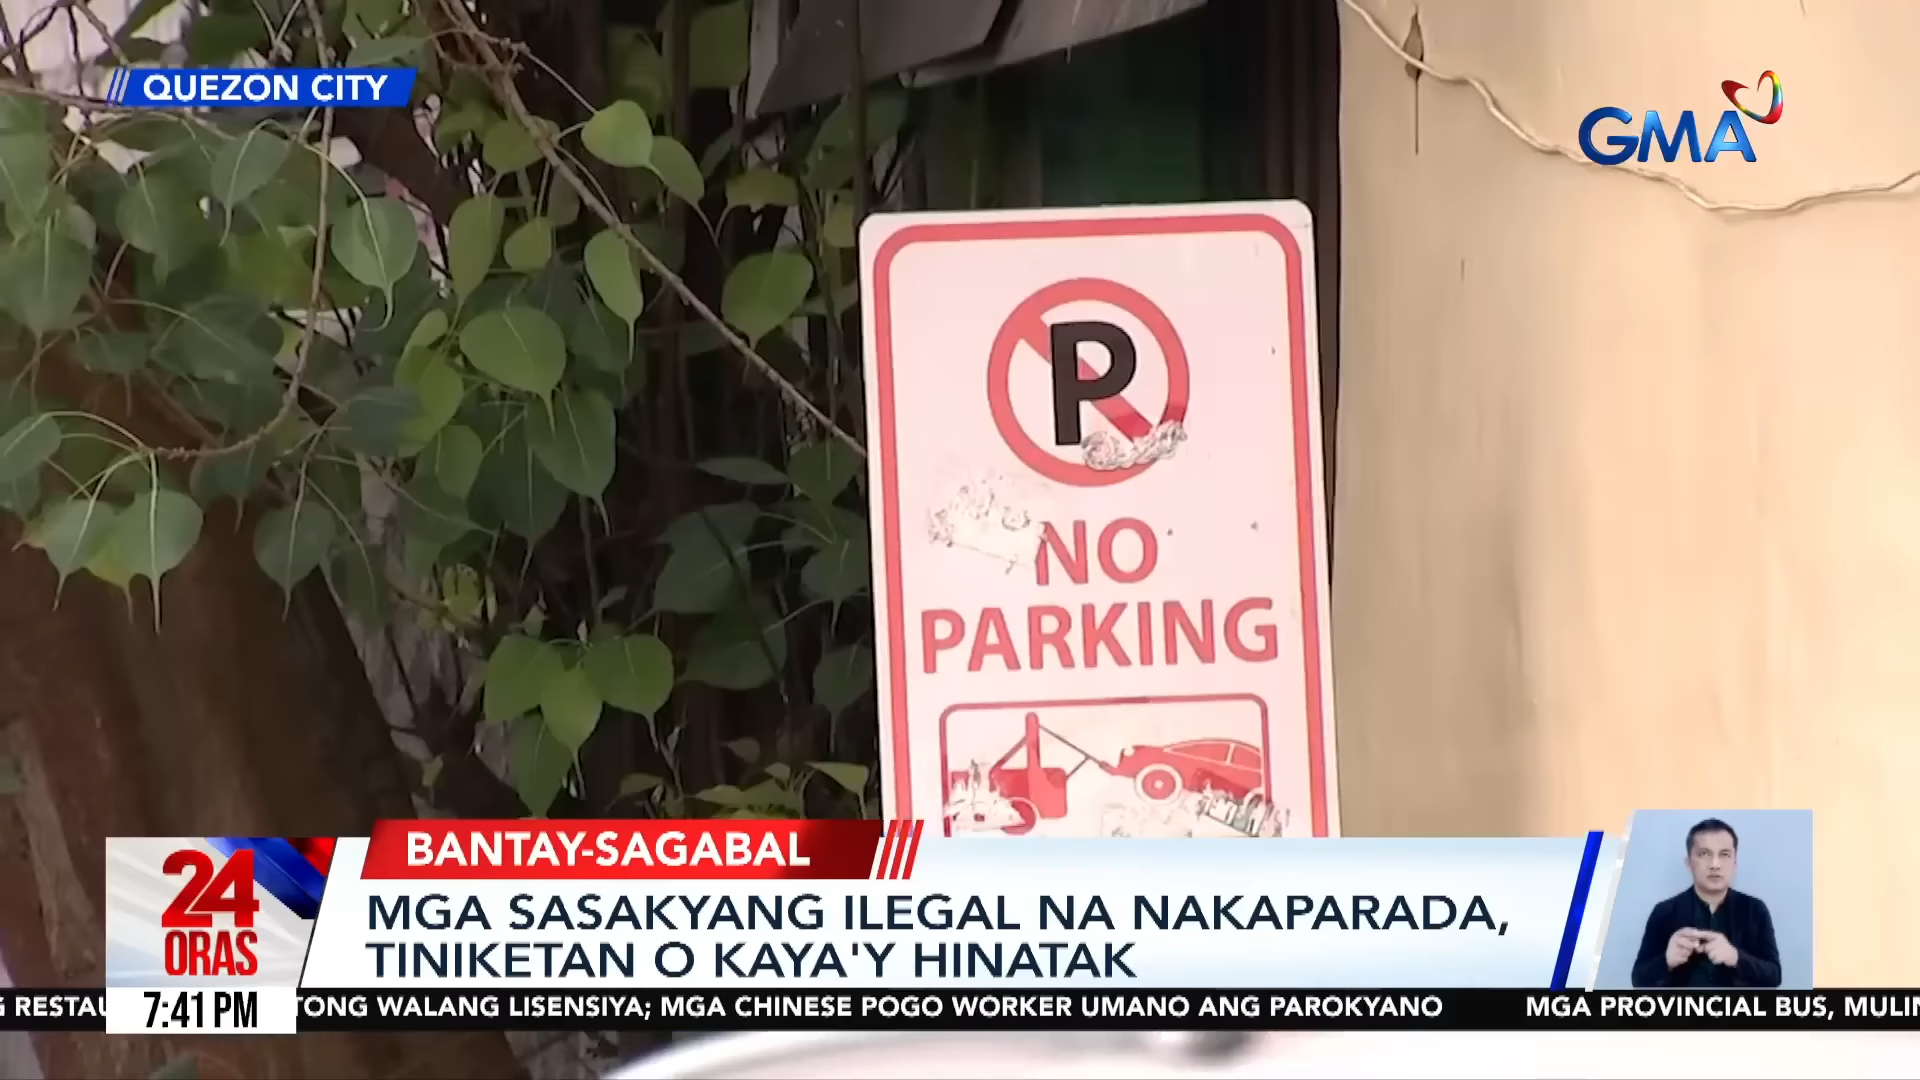 QUEZON CITY
GMA
P
NO
PARKING
BANTAY-SAGABAL
24
ORAS
MGA SASAKYANG ILEGAL NA NAKAPARADA,
TINIKETAN O KAYA'Y HINATAK
7:41 PM
G RESTAU
TONG WALANG LISENSIYA; MGA CHINESE POGO WORKER UMANO ANG PAROKYANO
MGA PROVINCIAL BUS, MULIN